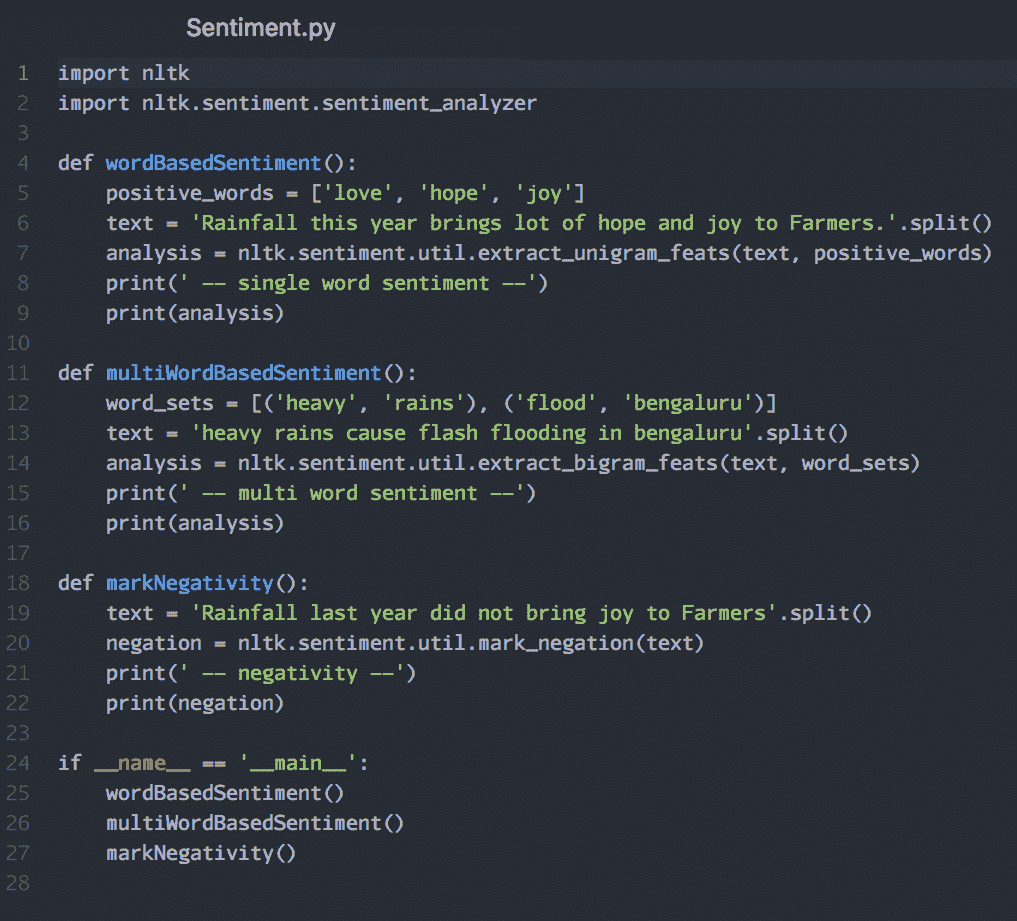 Sentiment.py
1 import nltk
2 import nltk.sentiment.sentiment_analyzer
3
4 def wordBasedSentiment():
5     positive_words = ['love', 'hope', 'joy']
6     text = 'Rainfall this year brings lot of hope and joy to Farmers.'.split()
7     analysis = nltk.sentiment.util.extract_unigram_feats(text, positive_words)
8     print(' -- single word sentiment --')
9     print(analysis)
10
11 def multiWordBasedSentiment():
12     word_sets = [('heavy', 'rains'), ('flood', 'bengaluru')]
13     text = 'heavy rains cause flash flooding in bengaluru'.split()
14     analysis = nltk.sentiment.util.extract_bigram_feats(text, word_sets)
15     print(' -- multi word sentiment --')
16     print(analysis)
17
18 def markNegativity():
19     text = 'Rainfall last year did not bring joy to Farmers'.split()
20     negation = nltk.sentiment.util.mark_negation(text)
21     print(' -- negativity --')
22     print(negation)
23
24 if __name__ == '__main__':
25     wordBasedSentiment()
26     multiWordBasedSentiment()
27     markNegativity()
28